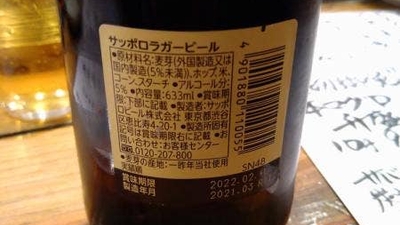 サッポロラガービール
●原材料名:麦芽(外国製造又は
国内製造(5%未満))、ホップ、米、
コーン、スターチ●アルコール分:
5% ●内容量:633ml ●賞味期
限:下部に記載 ●製造者:サッポ
ロビール株式会社 東京都渋谷
区恵比寿4-20-1 ●製造所固有
記号は賞味期限右に記載 ●お
問い合わせ:お客様センター
0120-207-800
●麦芽の産地:一昨年当社使用
実績順
賞味期限
製造年月
2021.03
4901880110055
SN48